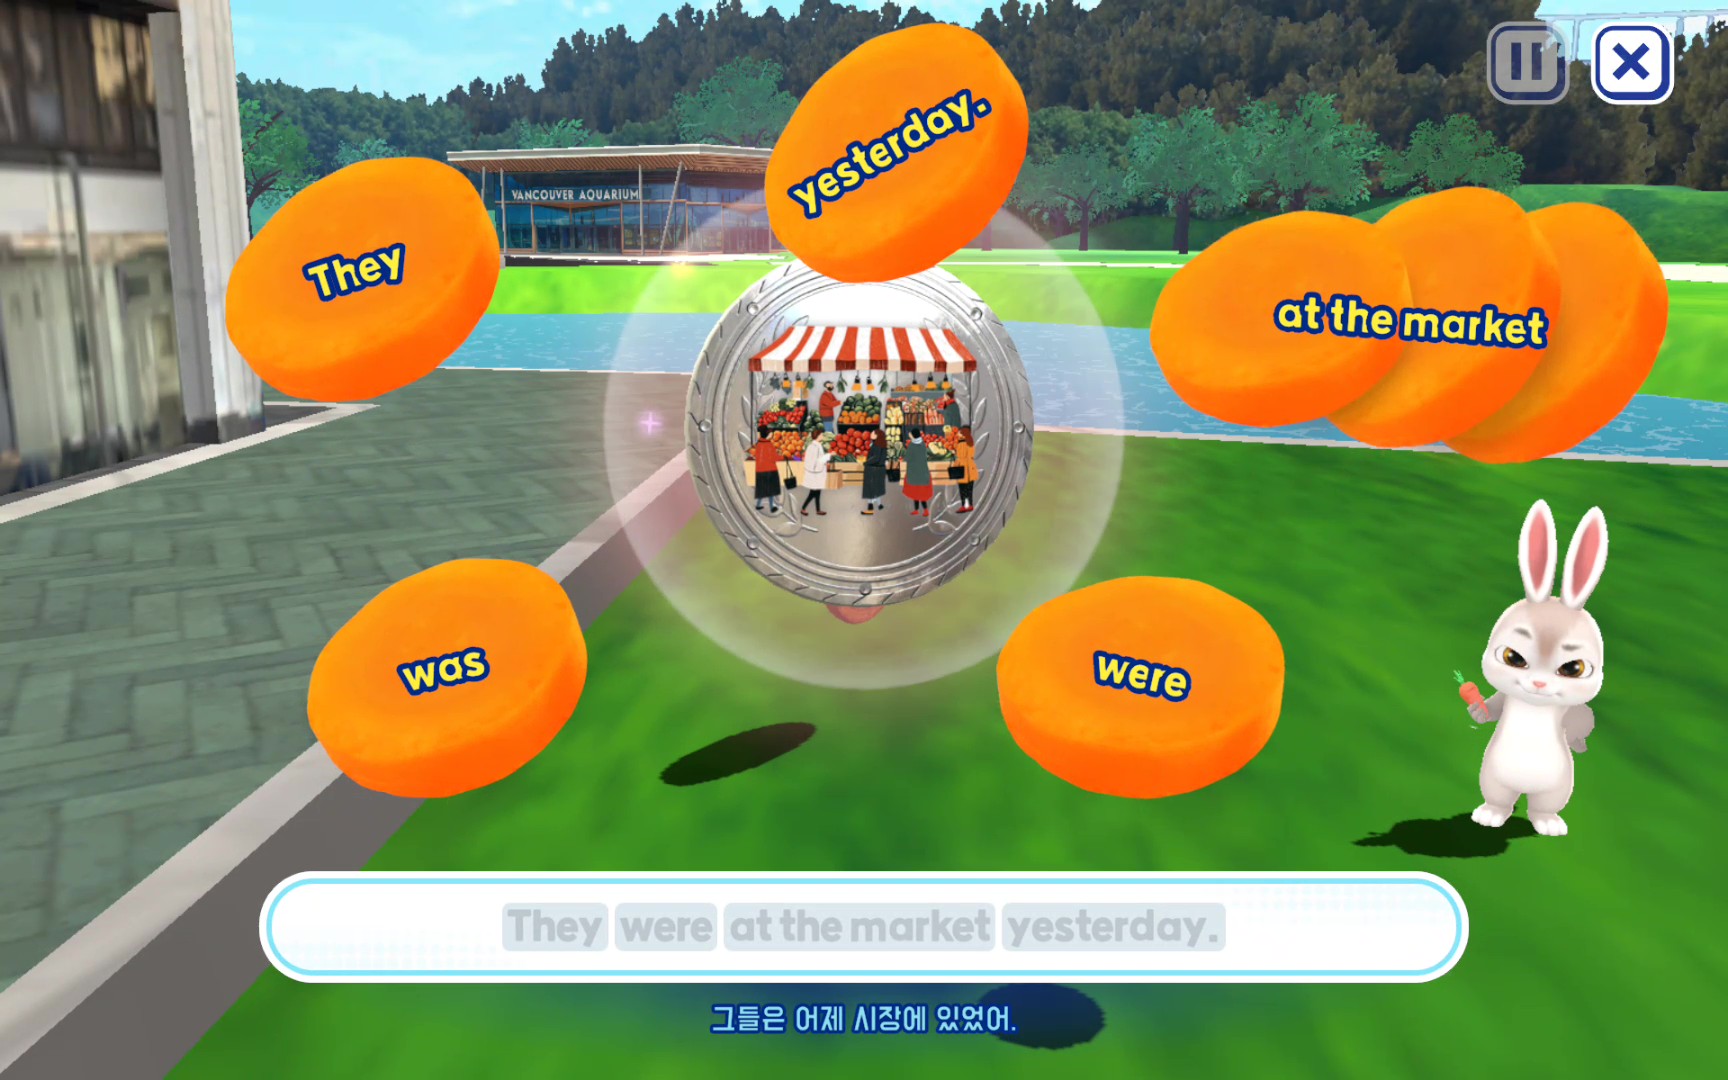 yesterday.
VANCOUVER AQUARIUM
They
at the market
was
were
They were at the market yesterday.
그들은 어제 시장에 있었어.